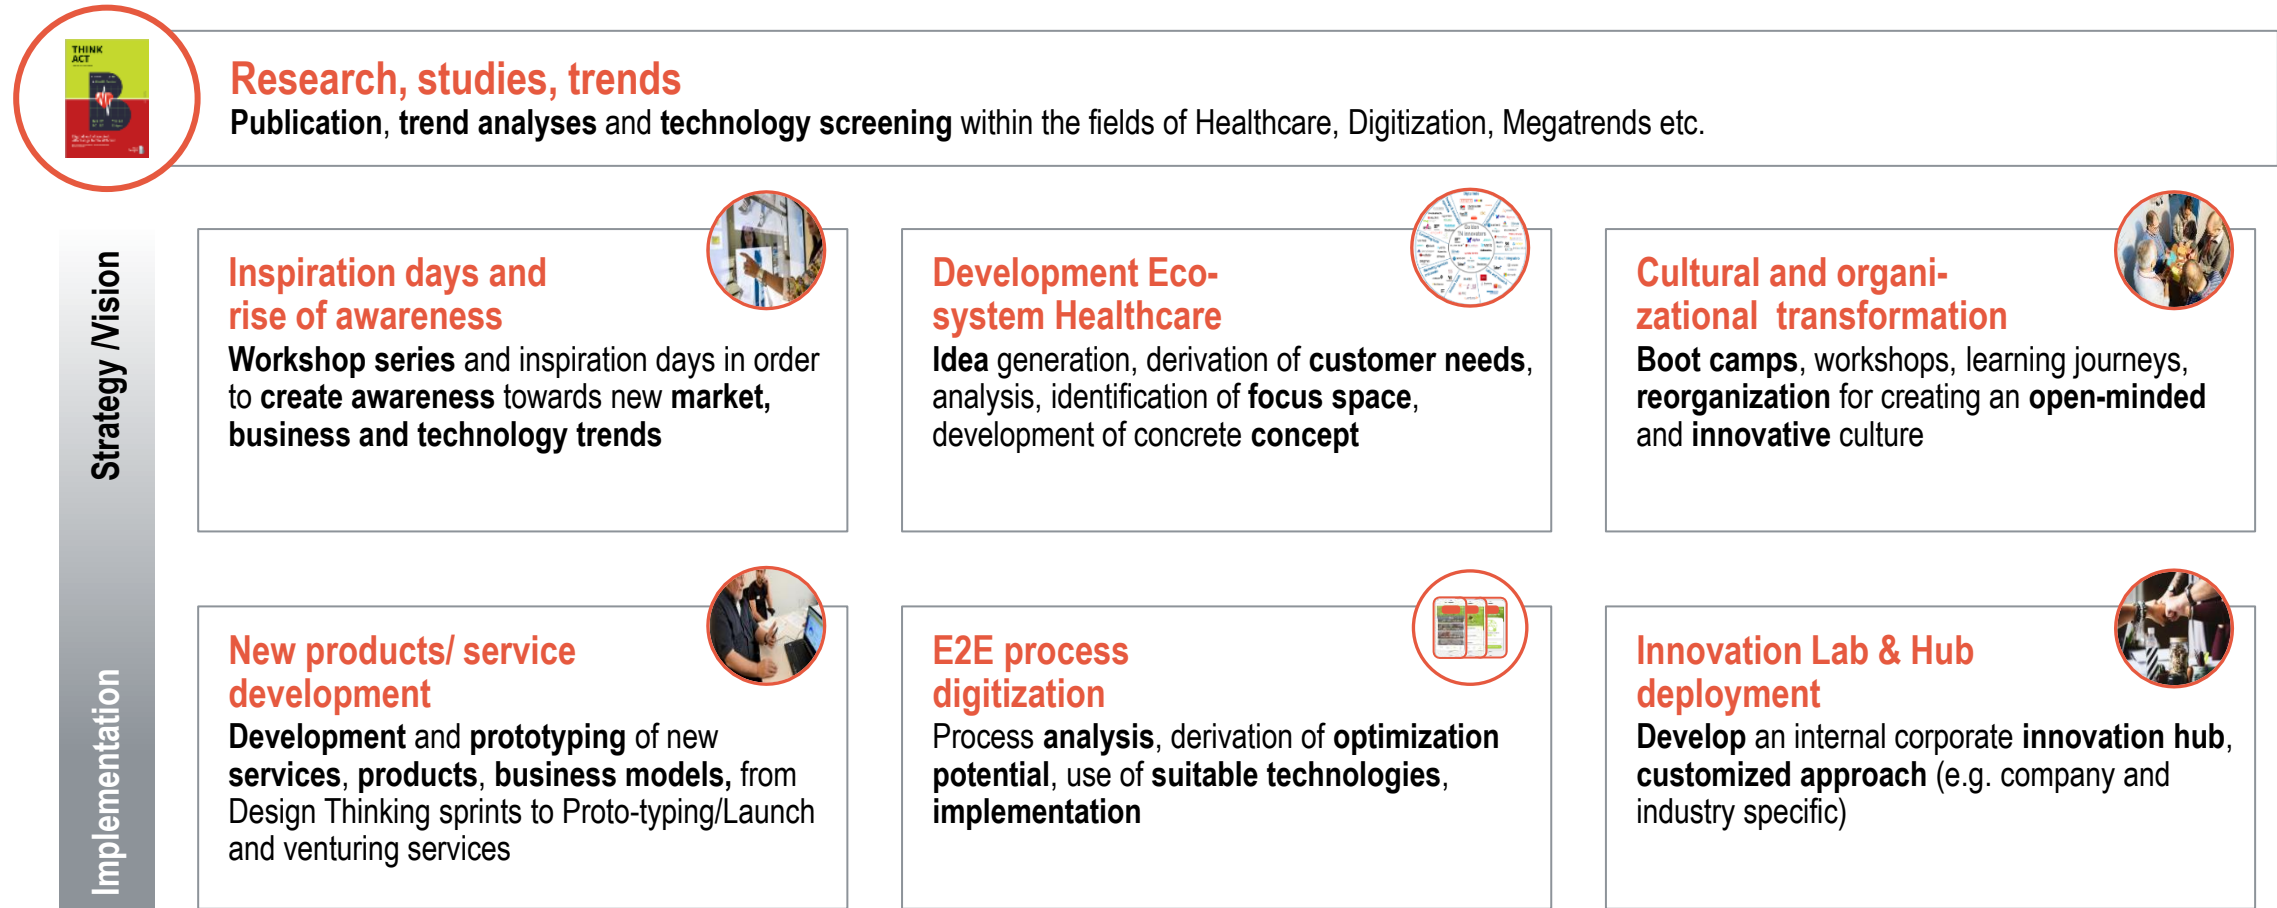 THINK
ACT
Research, studies, trends
Publication, trend analyses and technology screening within the fields of Healthcare, Digitization, Megatrends etc.
Strategy /Vision
Inspiration days and
rise of awareness
Workshop series and inspiration days in order
to create awareness towards new market,
business and technology trends
Development Eco-
system Healthcare
Idea generation, derivation of customer needs,
analysis, identification of focus space,
development of concrete concept
Cultural and organi-
zational  transformation
Boot camps, workshops, learning journeys,
reorganization for creating an open-minded
and innovative culture
Implementation
New products/ service
development
Development and prototyping of new
services, products, business models, from
Design Thinking sprints to Proto-typing/Launch
and venturing services
E2E process
digitization
Process analysis, derivation of optimization
potential, use of suitable technologies,
implementation
Innovation Lab & Hub
deployment
Develop an internal corporate innovation hub,
customized approach (e.g. company and
industry specific)